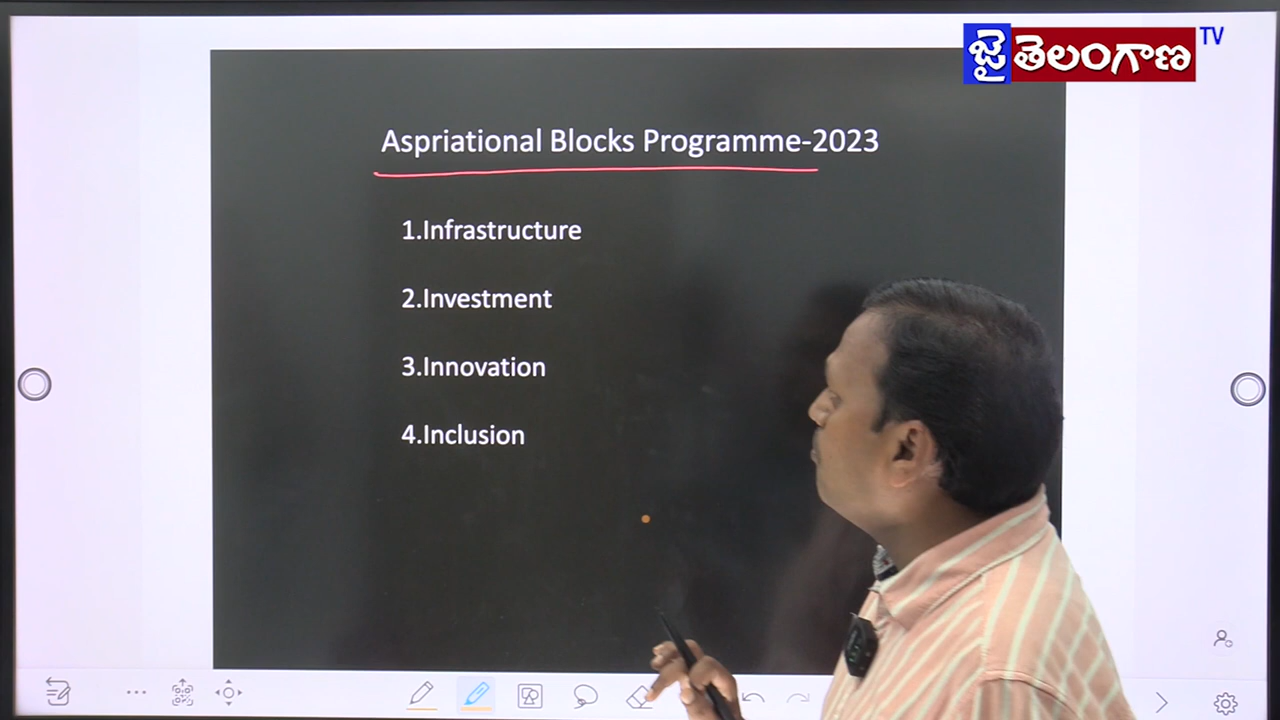 జై తెలంగాణ TV
Aspriational Blocks Programme-2023
1.Infrastructure
2.Investment
3.Innovation
4.Inclusion